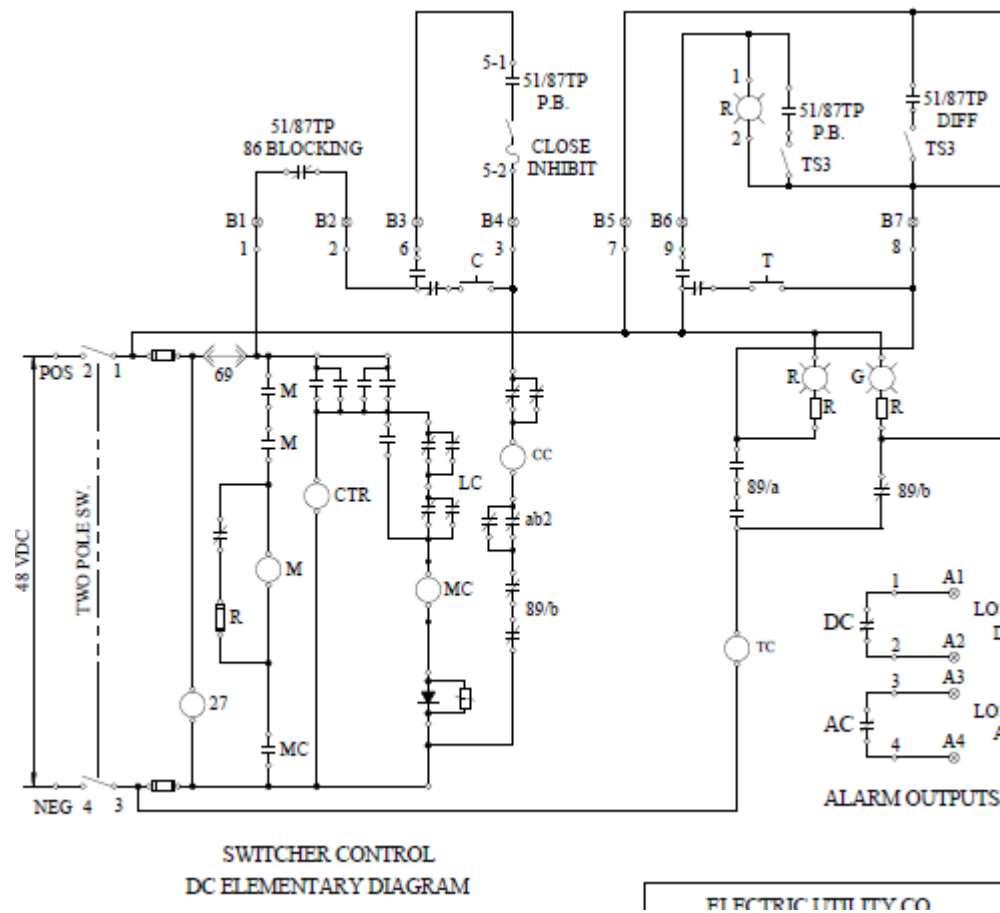 5-1
51/87TP
P.B.
CLOSE
INHIBIT
5-2
51/87TP
86 BLOCKING
1
R
2
51/87TP
P.B.
TS3
51/87TP
DIFF
TS3
B1
B2
B3
B4
B5
B6
B7
1
2
6
3
7
9
8
C
T
POS 2 1
69
M
M
CTR
LC
CC
ab2
M
MC
R
89/b
27
MC
R
R
G
R
89/a
89/b
TC
48 VDC
TWO POLE SW.
NEG 4 3
1
A1
DC
2
A2
3
A3
AC
4
A4
ALARM OUTPUTS
SWITCHER CONTROL
DC ELEMENTARY DIAGRAM
ELECTRIC UTILITY CO